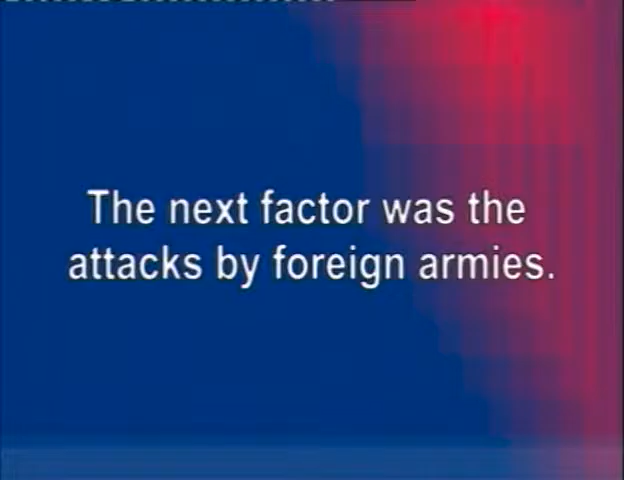 The next factor was the
attacks by foreign armies.